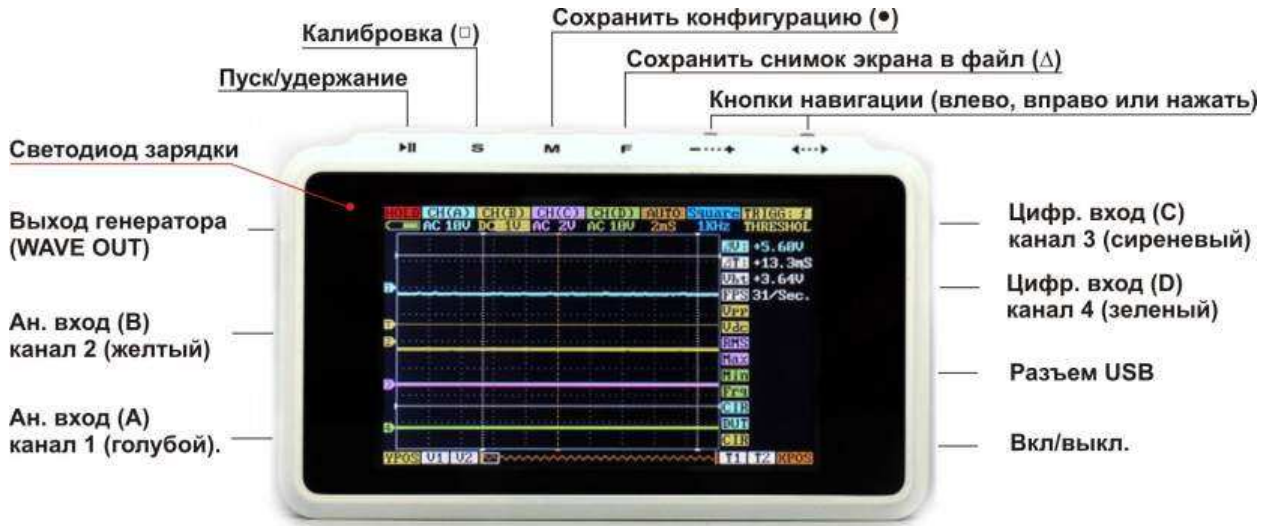 Сохранить конфигурацию (●)
Калибровка (□)
Сохранить снимок экрана в файл (∆)
Пуск/удержание
Кнопки навигации (влево, вправо или нажать)
Светодиод зарядки
S M F
Выход генератора
(WAVE OUT)
Ан. вход (B)
канал 2 (желтый)
Ан. вход (A)
канал 1 (голубой).
HOLD CH(A) CH(B) CH(C) CH(D) AUTO Square TRIGG:
AC 10V DC 1V AC 2V AC 10V 2mS 1KHz THRESHOL
∆V: +5.60V
∆T: +13.3mS
Vbt +3.64V
FPS 31/Sec.
Vpp
Vdc
RMS
Max
Min
Frq
CIR
DUT
CIR
YPOS V1 V2 T1 T2 XPOS
Цифр. вход (C)
канал 3 (сиреневый)
Цифр. вход (D)
канал 4 (зеленый)
Разъем USB
Вкл/выкл.